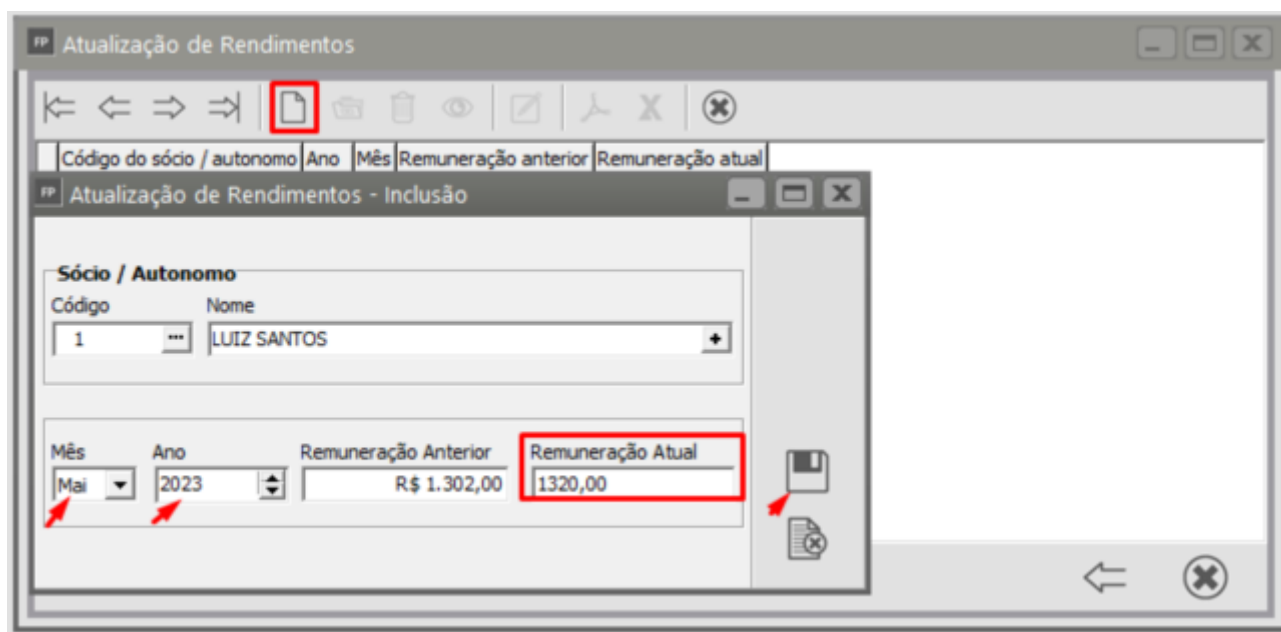 FP Atualização de Rendimentos
Código do sócio / autonomo Ano Mês Remuneração anterior Remuneração atual
FP Atualização de Rendimentos - Inclusão
Sócio / Autonomo
Código Nome
1 ... LUIZ SANTOS
Mês Ano Remuneração Anterior Remuneração Atual
Mai 2023 R$ 1.302,00 1320,00